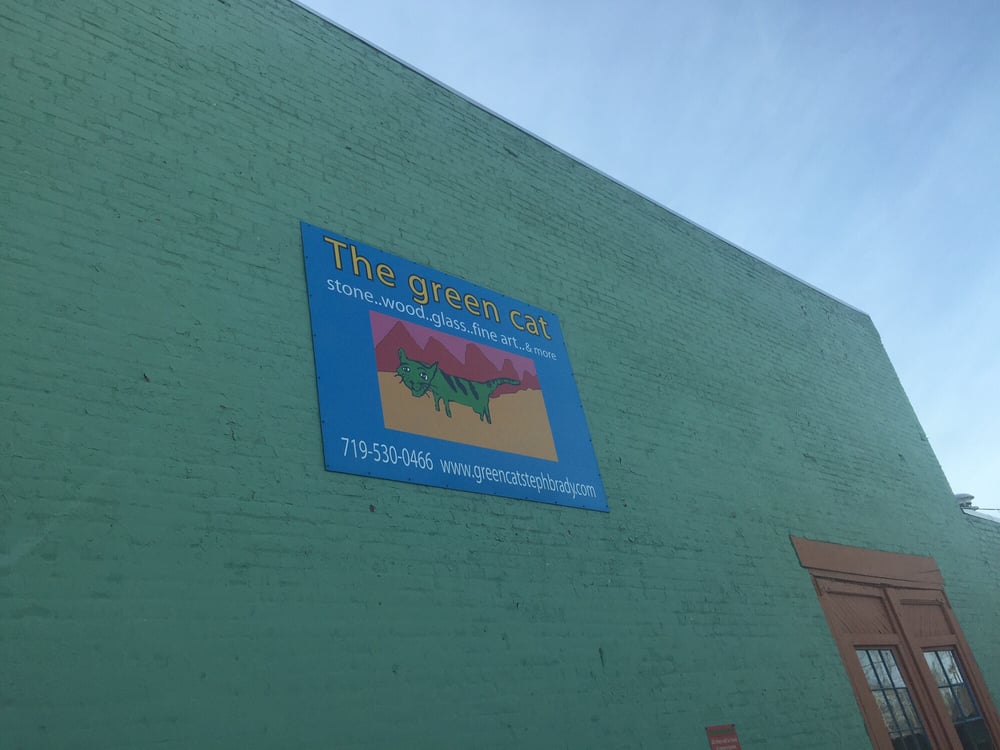 The green cat
stone..wood..glass..fine art..& more
719-530-0466 www.greencatstephbrady.com